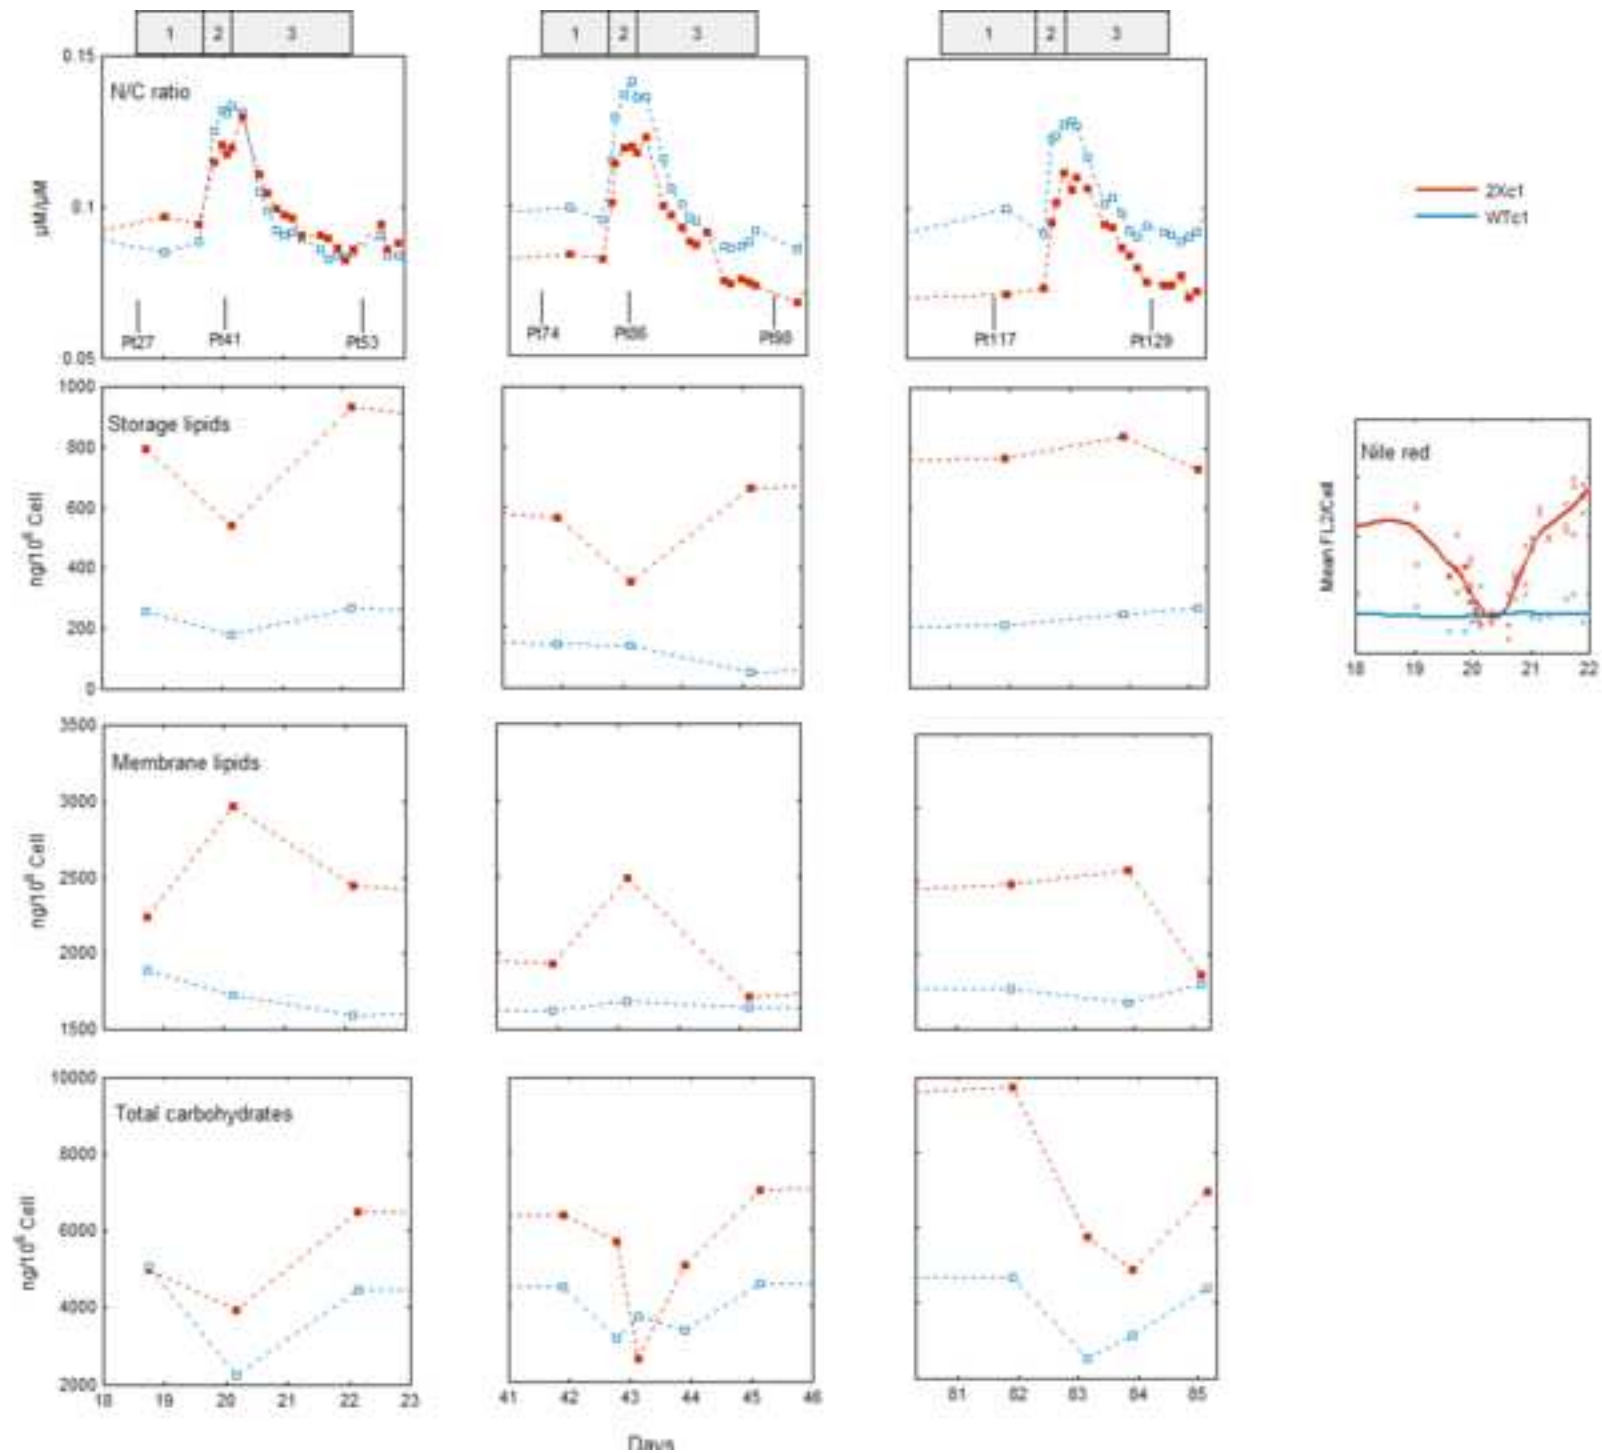 1 2 3
1 2 3
1 2 3
0.15
N/C ratio
µM/µM
0.1
Pt27 Pt41 Pt53
0.05
Pt74 Pt86 Pt98
Pt117 Pt129
2Xc1
WTc1
1000
Storage lipids
800
600
ng/10⁶ Cell
400
200
0
Nile red
Mean FL2/Cell
18 19 20 21 22
3500
Membrane lipids
3000
2500
ng/10⁶ Cell
2000
1500
10000
Total carbohydrates
8000
6000
ng/10⁶ Cell
4000
2000
18 19 20 21 22 23
41 42 43 44 45 46
81 82 83 84 85
Days